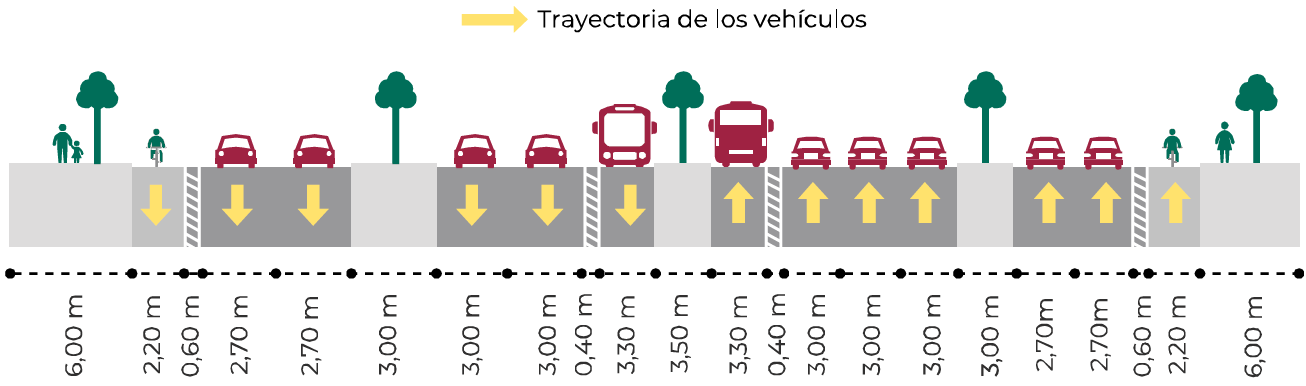 Trayectoria de los vehículos
6,00 m
2,20 m
0,60 m
2,70 m
2,70 m
3,00 m
3,00 m
3,00 m
0,40 m
3,30 m
3,50 m
3,30 m
0,40 m
3,00 m
3,00 m
3,00 m
3,00 m
2,70m
2,70m
0,60 m
2,20 m
6,00 m